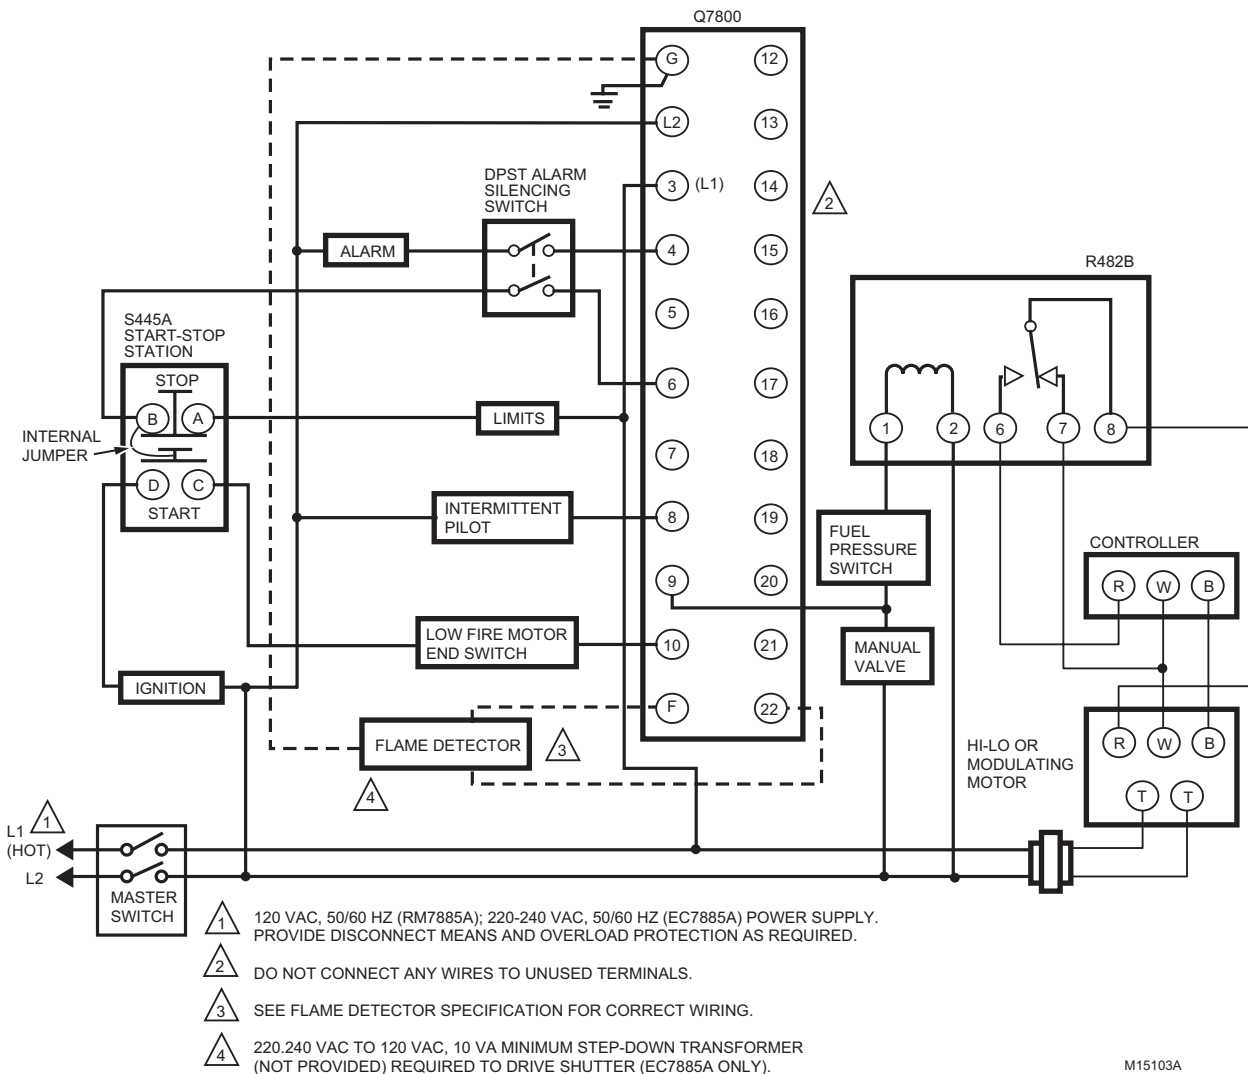 Q7800
G
12
L2
13
DPST ALARM
SILENCING
SWITCH
3
(L1)
14
2
ALARM
4
15
R482B
S445A
START-STOP
STATION
5
16
STOP
6
17
B
A
LIMITS
1
2
6
7
8
INTERNAL
JUMPER
7
18
D
C
START
INTERMITTENT
PILOT
8
19
FUEL
PRESSURE
SWITCH
CONTROLLER
9
20
R
W
B
LOW FIRE MOTOR
END SWITCH
10
21
MANUAL
VALVE
IGNITION
F
22
FLAME DETECTOR
3
4
HI-LO OR
MODULATING
MOTOR
R
W
B
T
T
L1
1
(HOT)
L2
MASTER
SWITCH
1
120 VAC, 50/60 HZ (RM7885A); 220-240 VAC, 50/60 HZ (EC7885A) POWER SUPPLY.
PROVIDE DISCONNECT MEANS AND OVERLOAD PROTECTION AS REQUIRED.
2
DO NOT CONNECT ANY WIRES TO UNUSED TERMINALS.
3
SEE FLAME DETECTOR SPECIFICATION FOR CORRECT WIRING.
4
220.240 VAC TO 120 VAC, 10 VA MINIMUM STEP-DOWN TRANSFORMER
(NOT PROVIDED) REQUIRED TO DRIVE SHUTTER (EC7885A ONLY).
M15103A